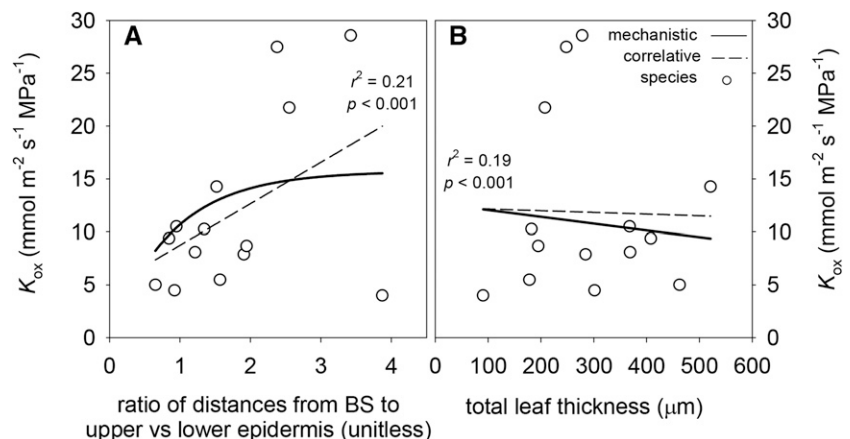 30
25
20
15
10
5
0
K_ox (mmol m⁻² s⁻¹ MPa⁻¹)
A
r² = 0.21
p < 0.001
0 1 2 3 4
ratio of distances from BS to
upper vs lower epidermis (unitless)
B
mechanistic
correlative
species
r² = 0.19
p < 0.001
0 100 200 300 400 500 600
total leaf thickness (μm)
30
25
20
15
10
5
0
K_ox (mmol m⁻² s⁻¹ MPa⁻¹)